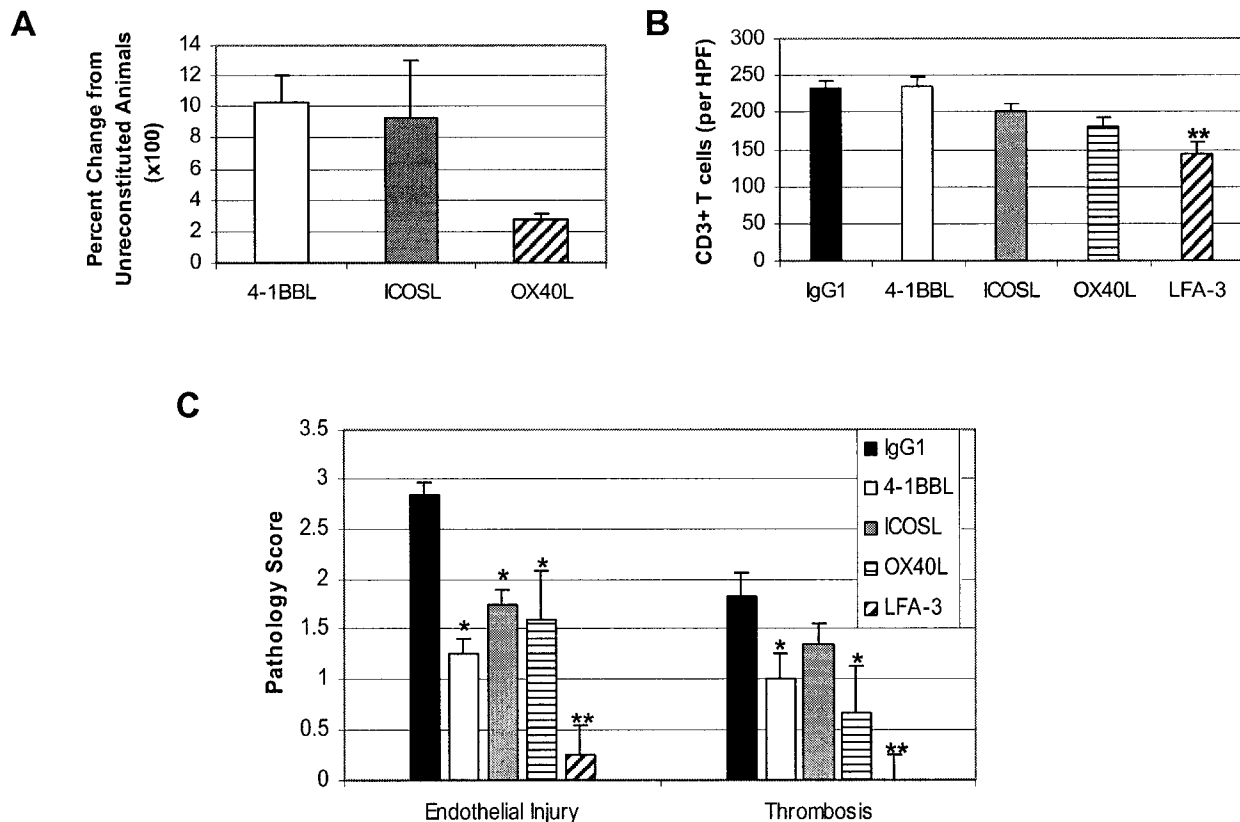 A
Percent Change from
Unreconstituted Animals
(x100)
14
12
10
8
6
4
2
0
4-1BBL
ICOSL
OX40L
B
CD3+ T cells (per HPF)
300
250
200
150
100
50
0
**
IgG1
4-1BBL
ICOSL
OX40L
LFA-3
C
Pathology Score
3.5
3
2.5
2
1.5
1
0.5
0
*
*
*
**
*
*
**
IgG1
4-1BBL
ICOSL
OX40L
LFA-3
Endothelial Injury
Thrombosis